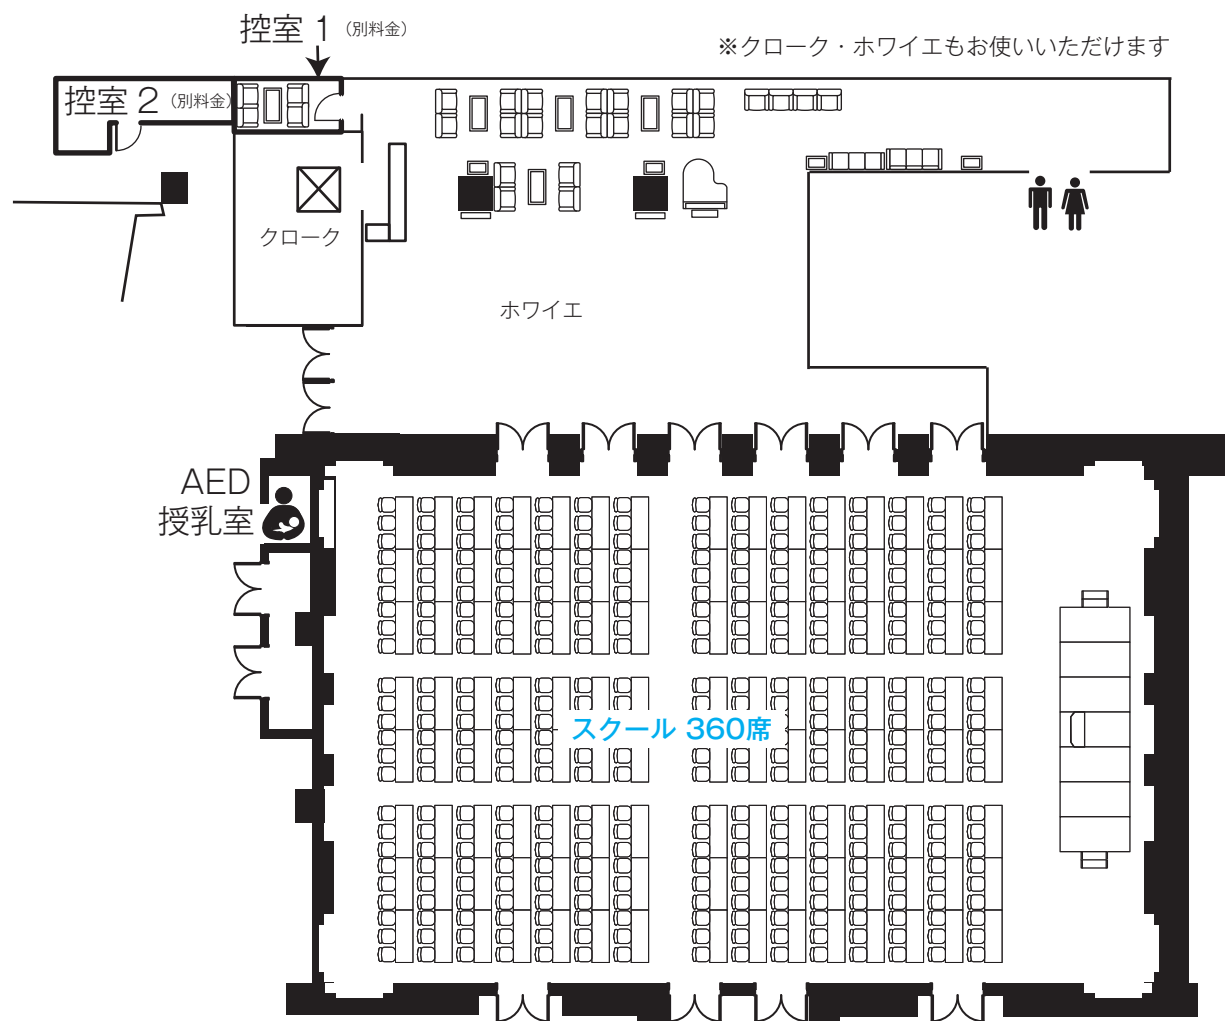 控室 1 (別料金)
※クローク・ホワイエもお使いいただけます
控室 2 (別料金)
クローク
ホワイエ
AED
授乳室
スクール 360席